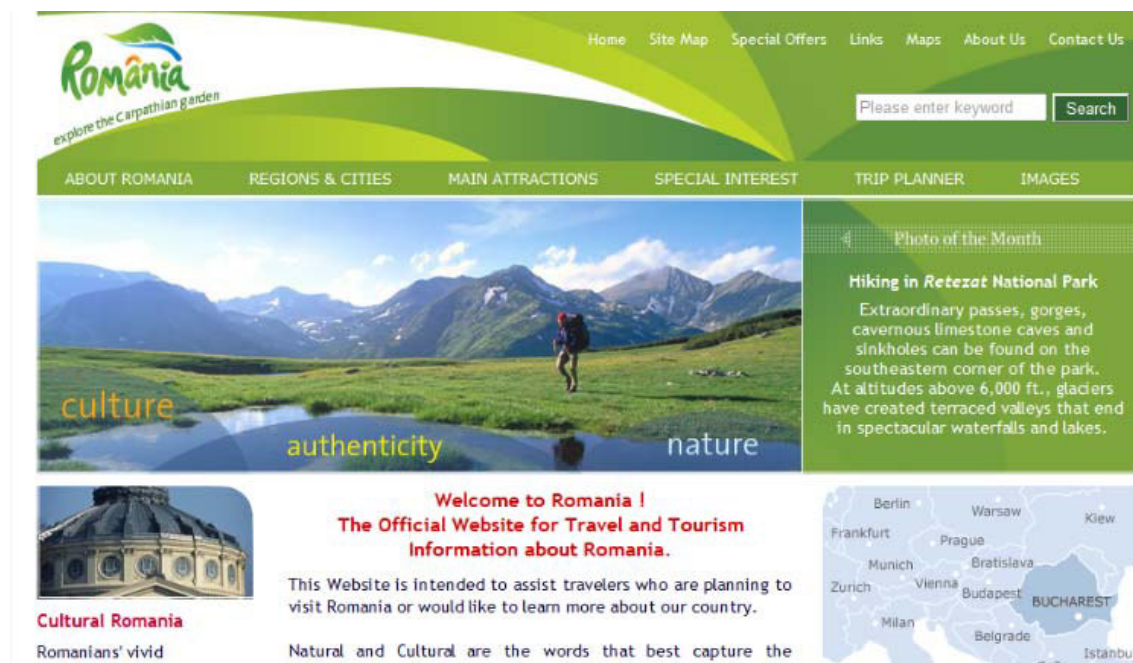 România
explore the Carpathian garden
Home Site Map Special Offers Links Maps About Us Contact Us
Please enter keyword Search
ABOUT ROMANIA REGIONS & CITIES MAIN ATTRACTIONS SPECIAL INTEREST TRIP PLANNER IMAGES
culture
authenticity
nature
Photo of the Month
Hiking in Retezat National Park
Extraordinary passes, gorges,
cavernous limestone caves and
sinkholes can be found on the
southeastern corner of the park.
At altitudes above 6,000 ft., glaciers
have created terraced valleys that end
in spectacular waterfalls and lakes.
Cultural Romania
Romanians' vivid
Welcome to Romania !
The Official Website for Travel and Tourism
Information about Romania.
This Website is intended to assist travelers who are planning to
visit Romania or would like to learn more about our country.
Natural and Cultural are the words that best capture the
Berlin
Warsaw
Kiew
Frankfurt
Prague
Munich
Bratislava
Zurich
Vienna
Budapest
BUCHAREST
Milan
Belgrade
Istanbu